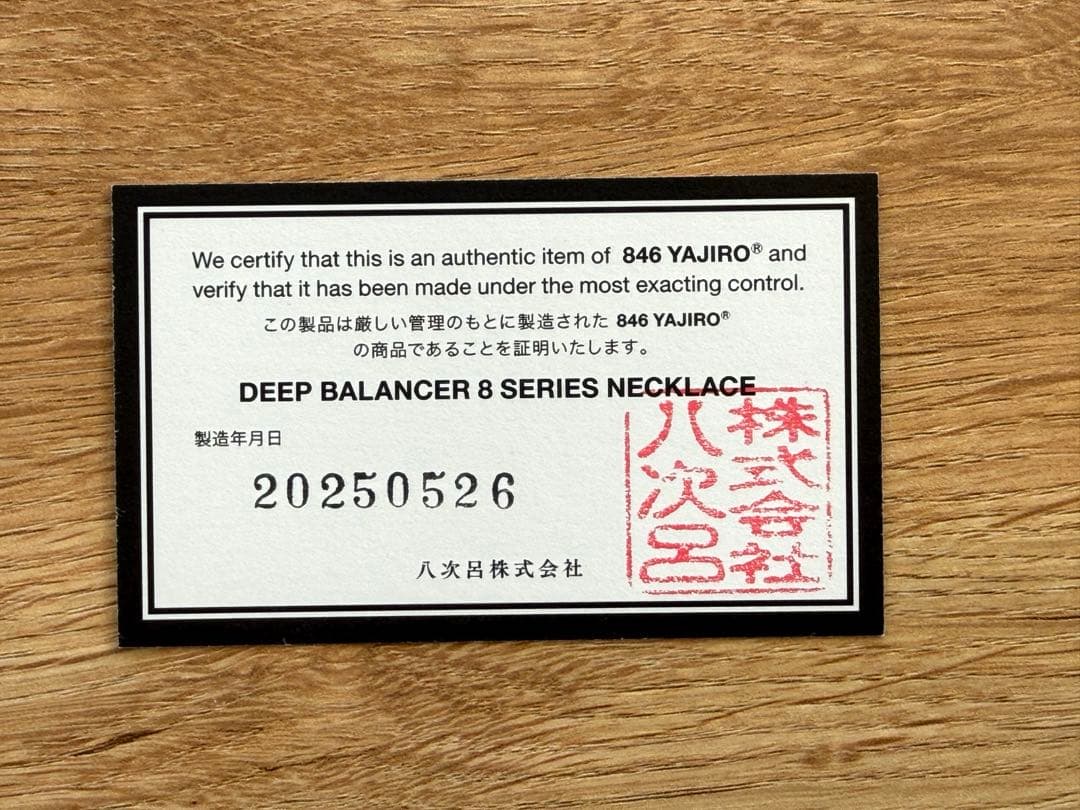 We certify that this is an authentic item of 846 YAJIRO® and
verify that it has been made under the most exacting control.
この製品は厳しい管理のもとに製造された 846 YAJIRO®
の商品であることを証明いたします。
DEEP BALANCER 8 SERIES NECKLACE
製造年月日
20250526
八次呂株式会社
株式会社
八次呂